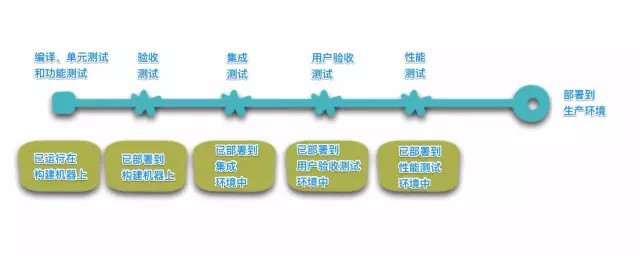 编译、单元测试
和功能测试
验收
测试
集成
测试
用户验收
测试
性能
测试
部署到
生产环境
已运行在
构建机器上
已部署到
构建机器上
已部署到
集成
环境中
已部署到
用户验收测试
环境中
已部署到
性能测试
环境中